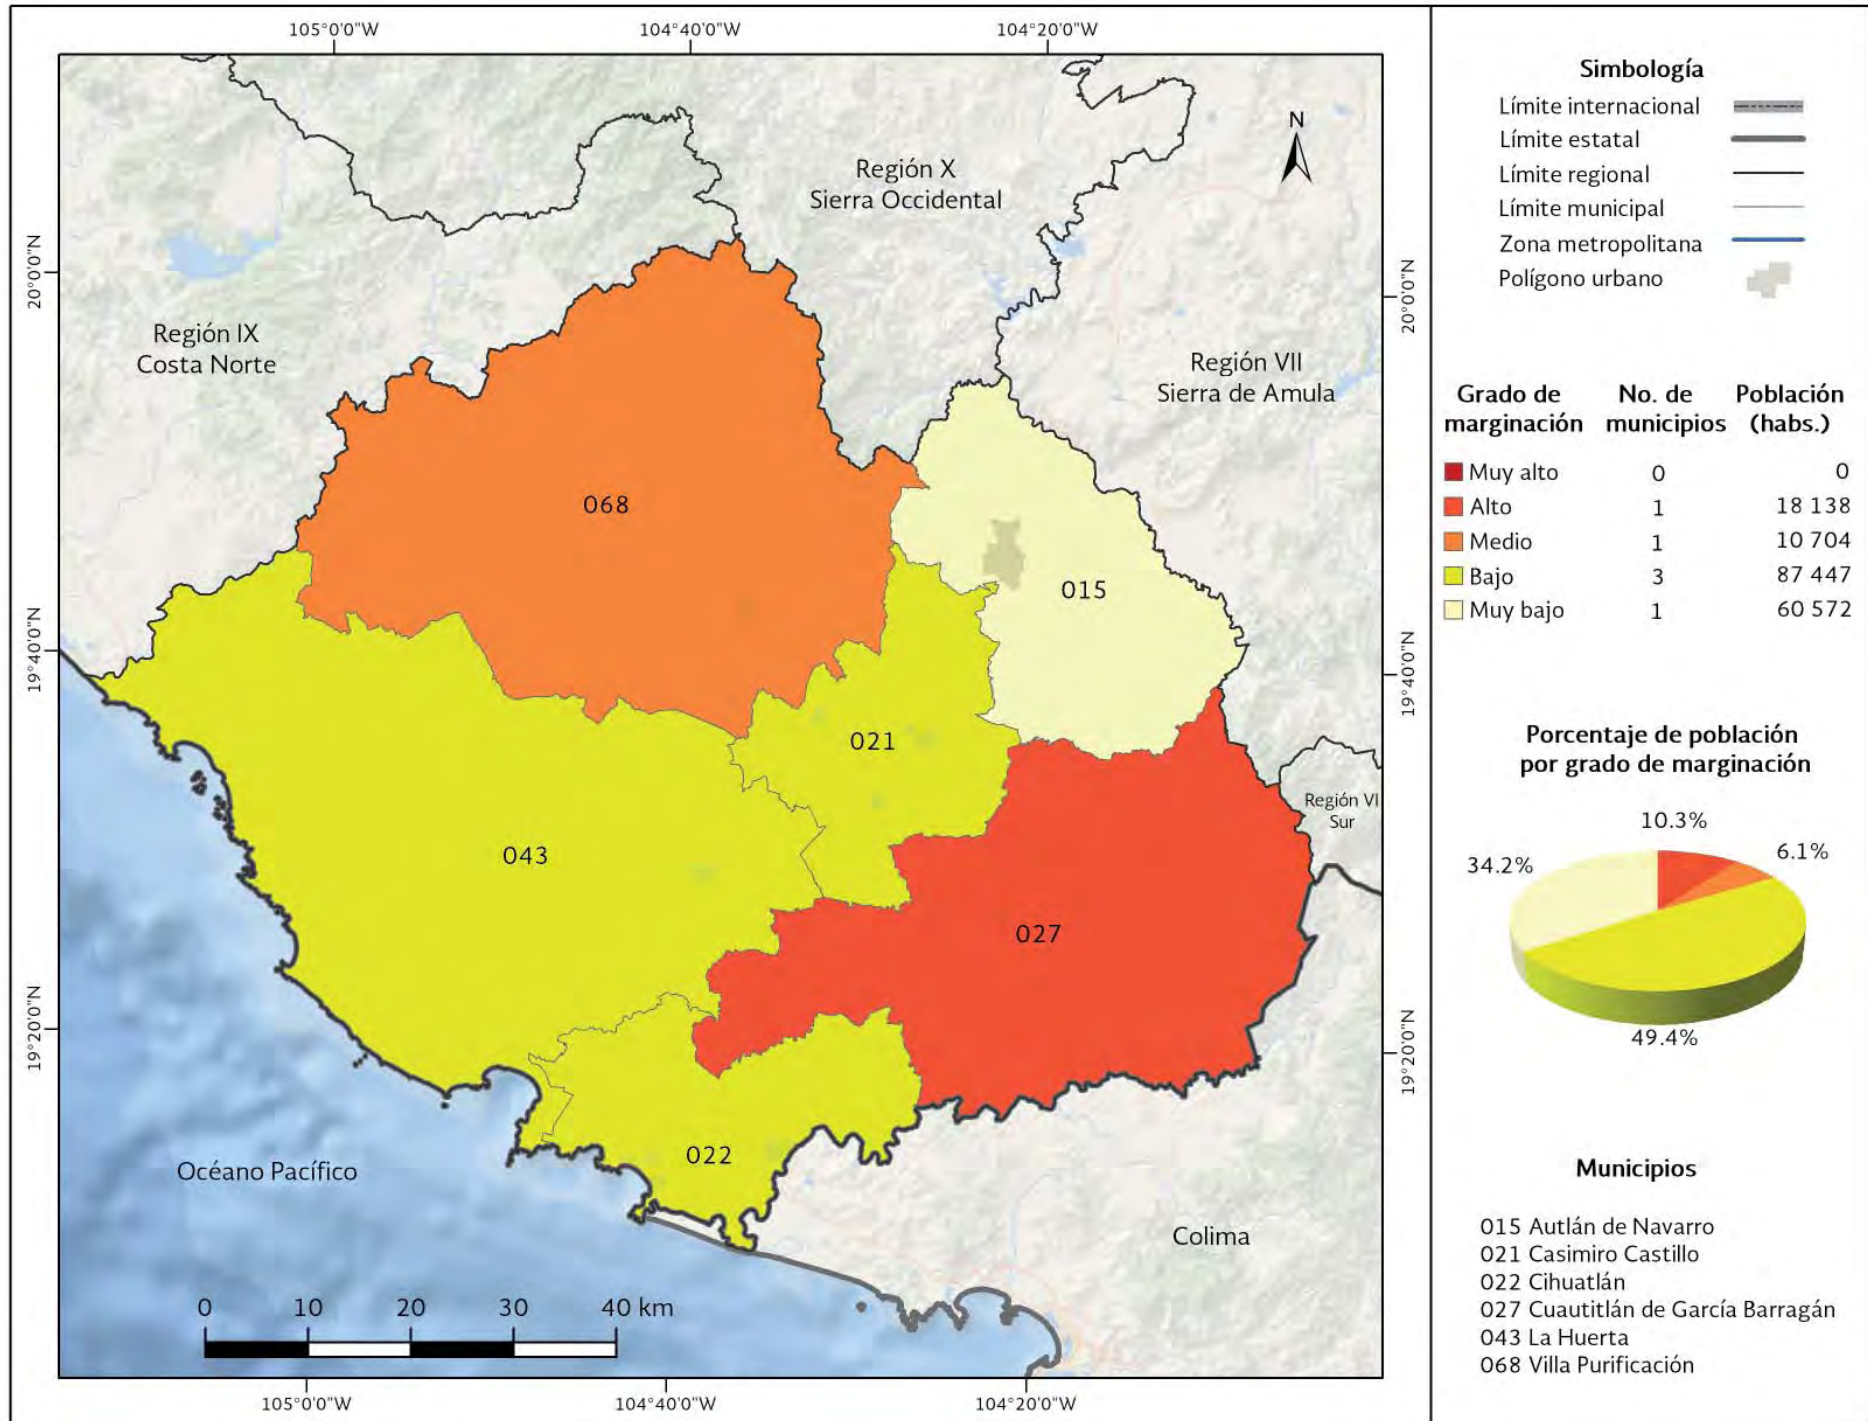 105°0'0"W
104°40'0"W
104°20'0"W
20°0'0"N
19°40'0"N
19°20'0"N
20°0'0"N
19°40'0"N
19°20'0"N
N
Región X
Sierra Occidental
Región IX
Costa Norte
Región VII
Sierra de Amula
068
015
021
Región VI
Sur
043
027
022
Océano Pacífico
Colima
0 10 20 30 40 km
105°0'0"W
104°40'0"W
104°20'0"W
Simbología
Límite internacional
Límite estatal
Límite regional
Límite municipal
Zona metropolitana
Polígono urbano
Grado de No. de Población
marginación municipios (habs.)
Muy alto 0 0
Alto 1 18 138
Medio 1 10 704
Bajo 3 87 447
Muy bajo 1 60 572
Porcentaje de población
por grado de marginación
10.3%
6.1%
34.2%
49.4%
Municipios
015 Autlán de Navarro
021 Casimiro Castillo
022 Cihuatlán
027 Cuautitlán de García Barragán
043 La Huerta
068 Villa Purificación